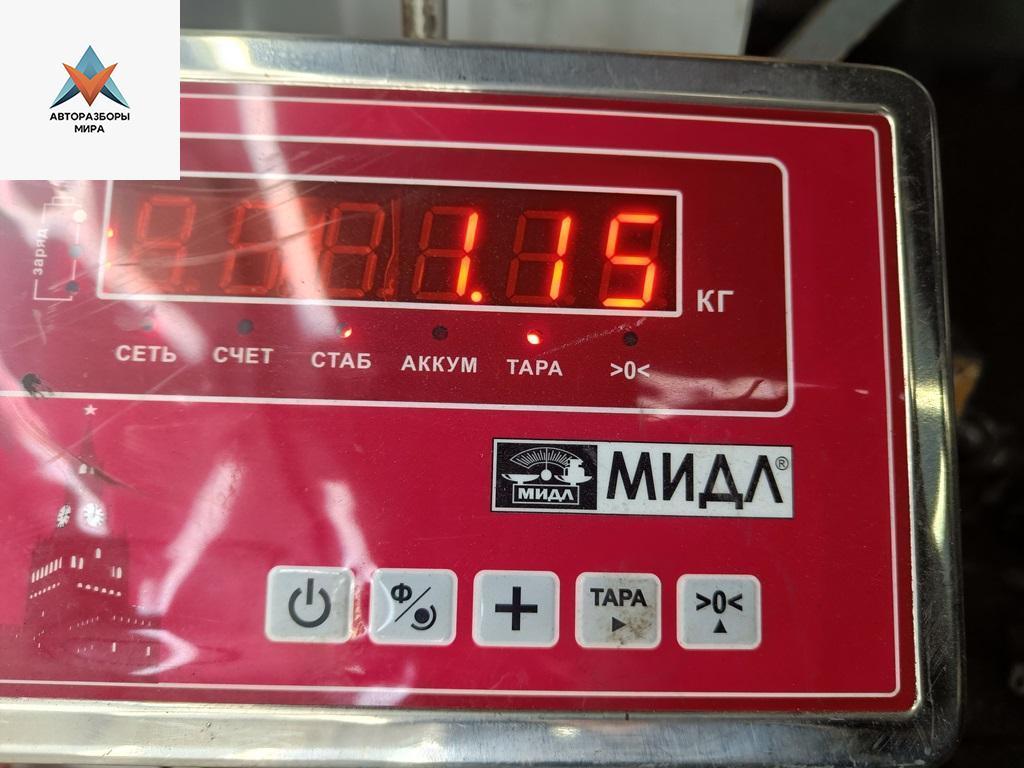 АВТОРАЗБОРЫ
МИРА
заряд
1.15
КГ
СЕТЬ СЧЕТ СТАБ АККУМ ТАРА >0<
МИДЛ МИДЛ®
Ф ТАРА >0<